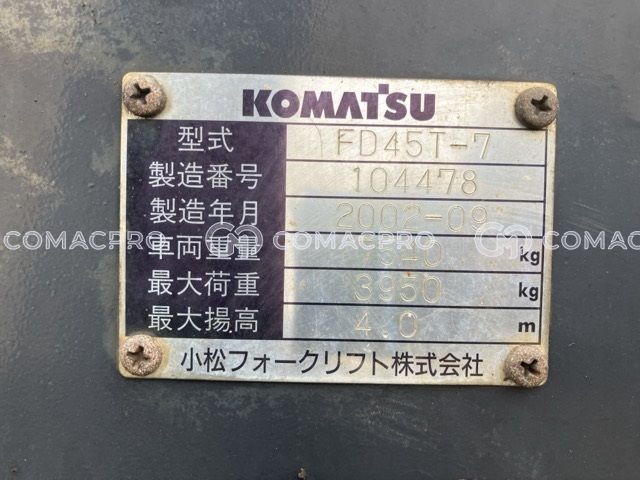 KOMATSU
型式 FD45T-7
製造番号 104478
製造年月 2002-09
COMACPRO COMACPRO COMACPRO
車両重量 kg
最大荷重 3950 kg
最大揚高 4.0 m
小松フォークリフト株式会社